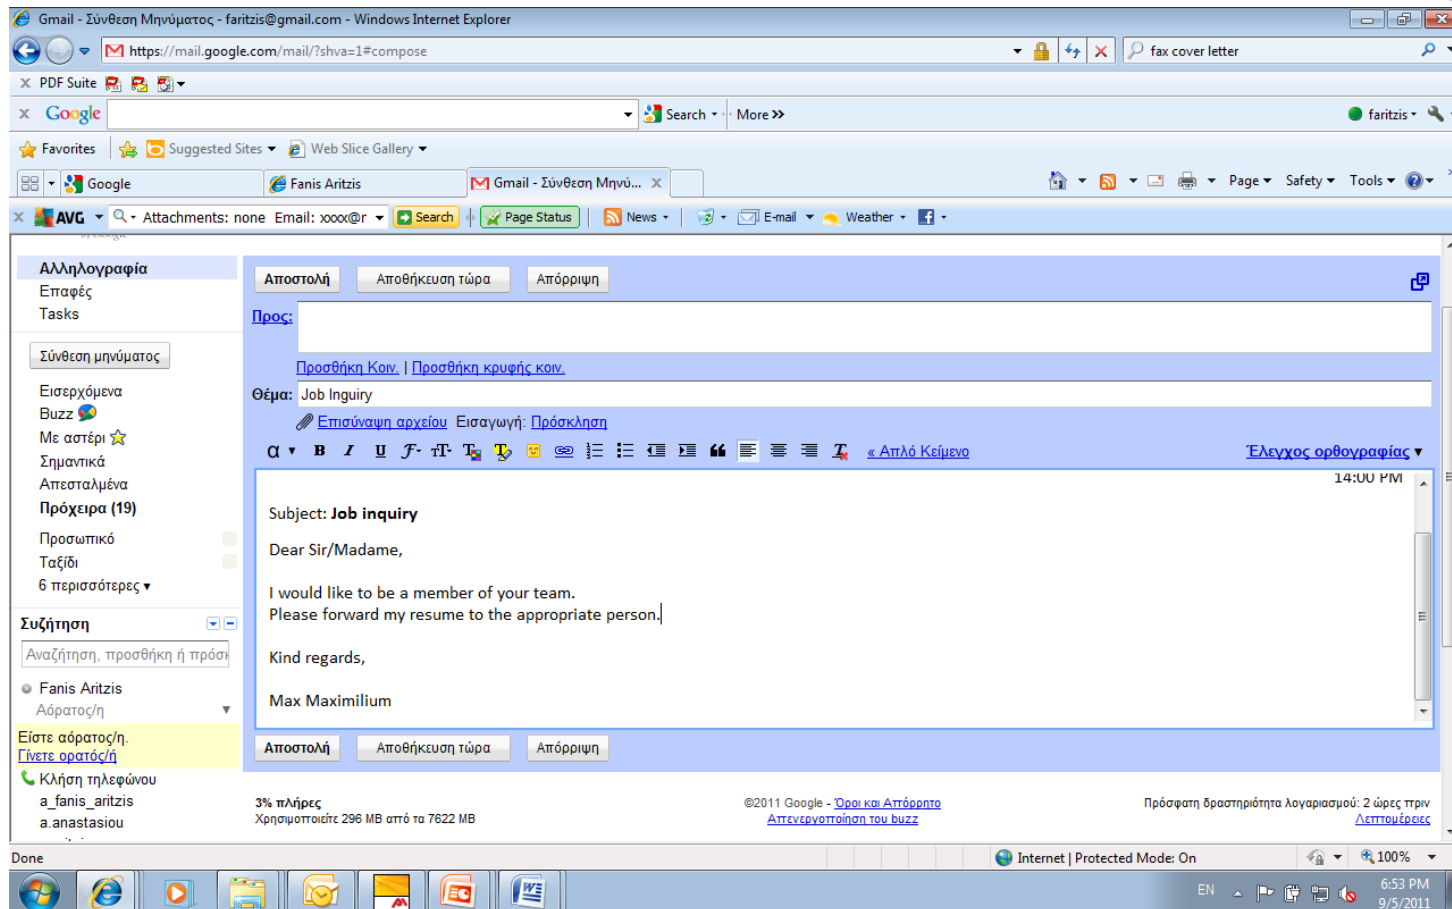 Gmail - Σύνθεση Μηνύματος - faritzis@gmail.com - Windows Internet Explorer
https://mail.google.com/mail/?shva=1#compose
fax cover letter
x PDF Suite
x Google Search More >> faritzis
Favorites Suggested Sites Web Slice Gallery
Google Fanis Aritzis Gmail - Σύνθεση Μηνύ... x Page Safety Tools
x AVG Attachments: none Email: xxxx@r Search Page Status News E-mail Weather
Αλληλογραφία
Επαφές
Tasks
Σύνθεση μηνύματος
Εισερχόμενα
Buzz
Με αστέρι
Σημαντικά
Απεσταλμένα
Πρόχειρα (19)
Προσωπικό
Ταξίδι
6 περισσότερες
Συζήτηση
Αναζήτηση, προσθήκη ή πρόσκ
Fanis Aritzis
Αόρατος/η
Είστε αόρατος/η.
Γίνετε ορατός/ή
Κλήση τηλεφώνου
a_fanis_aritzis
a.anastasiou
Αποστολή Αποθήκευση τώρα Απόρριψη
Προς:
Προσθήκη Κοιν. | Προσθήκη κρυφής κοιν.
Θέμα: Job Inguiry
Επισύναψη αρχείου Εισαγωγή: Πρόσκληση
α B I U F TT T T « Απλό Κείμενο Έλεγχος ορθογραφίας
14:00 PM
Subject: Job inquiry
Dear Sir/Madame,
I would like to be a member of your team.
Please forward my resume to the appropriate person.
Kind regards,
Max Maximilium
Αποστολή Αποθήκευση τώρα Απόρριψη
3% πλήρες
Χρησιμοποιείτε 296 MB από τα 7622 MB
©2011 Google - Όροι και Απόρρητο
Απενεργοποίηση του buzz
Πρόσφατη δραστηριότητα λογαριασμού: 2 ώρες πριν
Λεπτομέρειες
Done Internet | Protected Mode: On 100%
EN 6:53 PM
9/5/2011